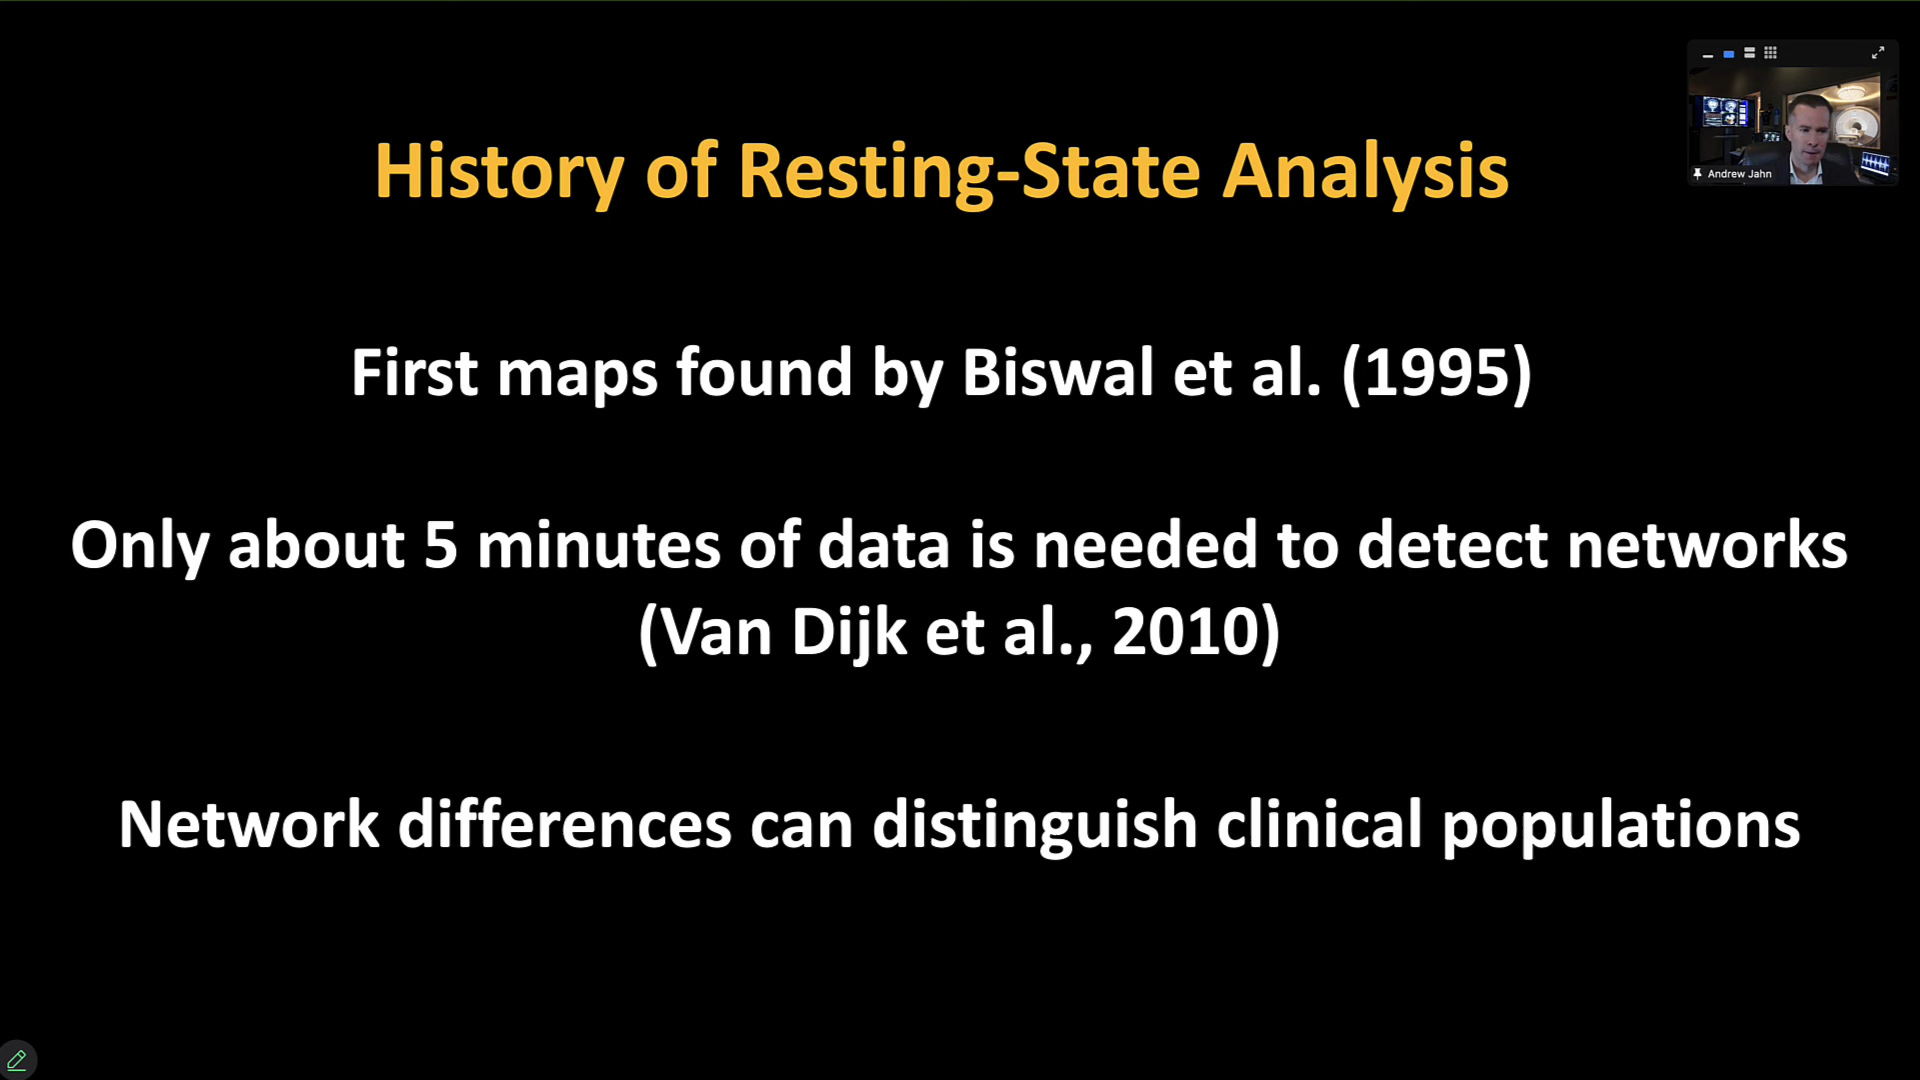 History of Resting-State Analysis
Andrew Jahn
First maps found by Biswal et al. (1995)
Only about 5 minutes of data is needed to detect networks
(Van Dijk et al., 2010)
Network differences can distinguish clinical populations